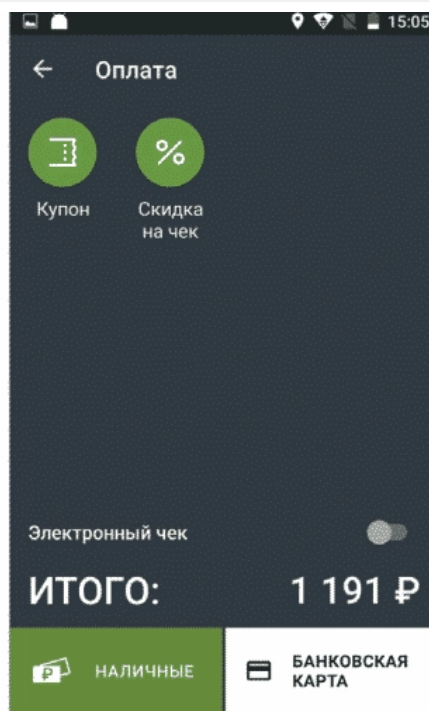 15:05
Оплата
Купон
Скидка
на чек
Электронный чек
ИТОГО:
1 191 ₽
НАЛИЧНЫЕ
БАНКОВСКАЯ
КАРТА